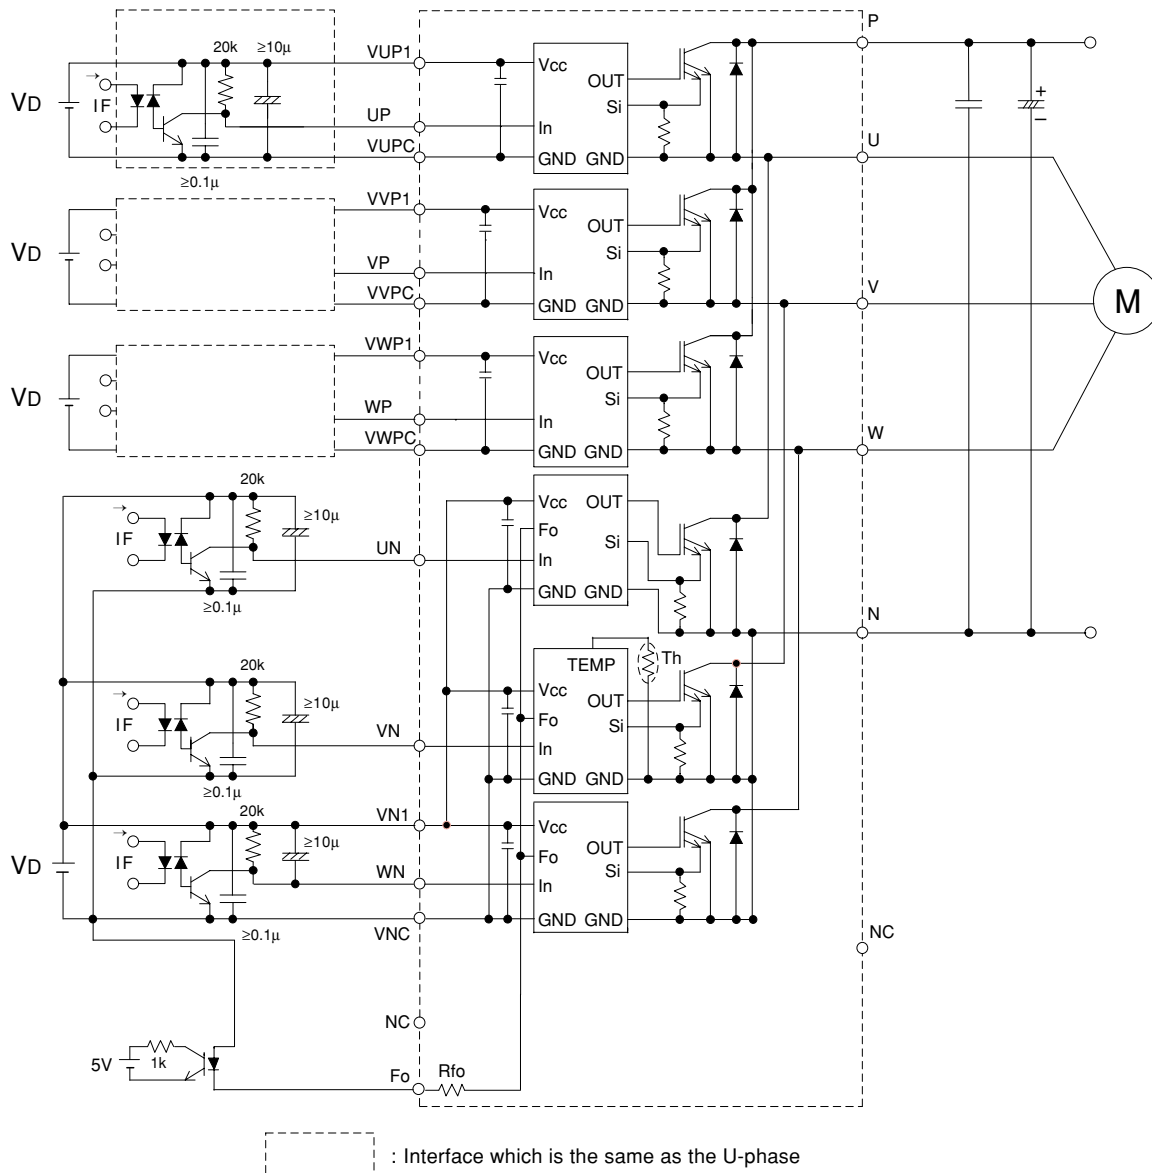 P
20k ≥10μ VUP1
Vcc
OUT
VD IF
Si
+
−
UP In
VUPC GND GND U
≥0.1μ
VVP1 Vcc
OUT
VD Si
VP In
VVPC GND GND V
M
VWP1 Vcc
OUT
VD Si
WP In
VWPC GND GND W
20k
Vcc OUT
≥10μ
IF
Fo
Si
UN In
GND GND
≥0.1μ
N
20k
TEMP Th
≥10μ
Vcc
OUT
IF
Fo Si
VN In
GND GND
≥0.1μ
20k VN1
Vcc
≥10μ
OUT
VD IF
Fo
Si
WN In
GND GND
VNC
≥0.1μ
NC
NC
5V 1k
Fo Rfo
: Interface which is the same as the U-phase